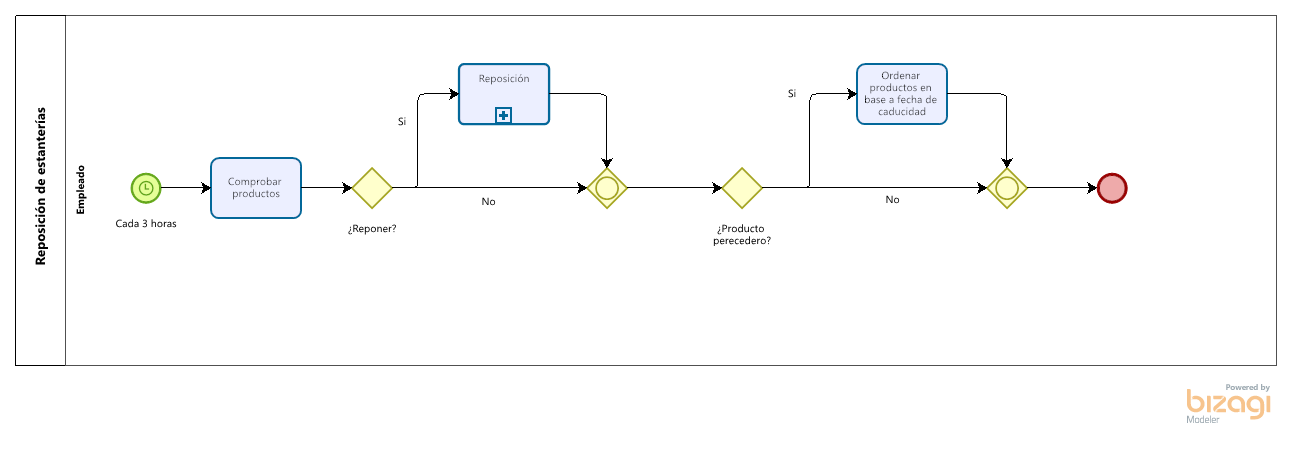 Reposición de estanterías
Empleado
Cada 3 horas
Comprobar
productos
¿Reponer?
Si
No
Reposición
¿Producto
perecedero?
Si
No
Ordenar
productos en
base a fecha de
caducidad
Powered by
bizagi
Modeler